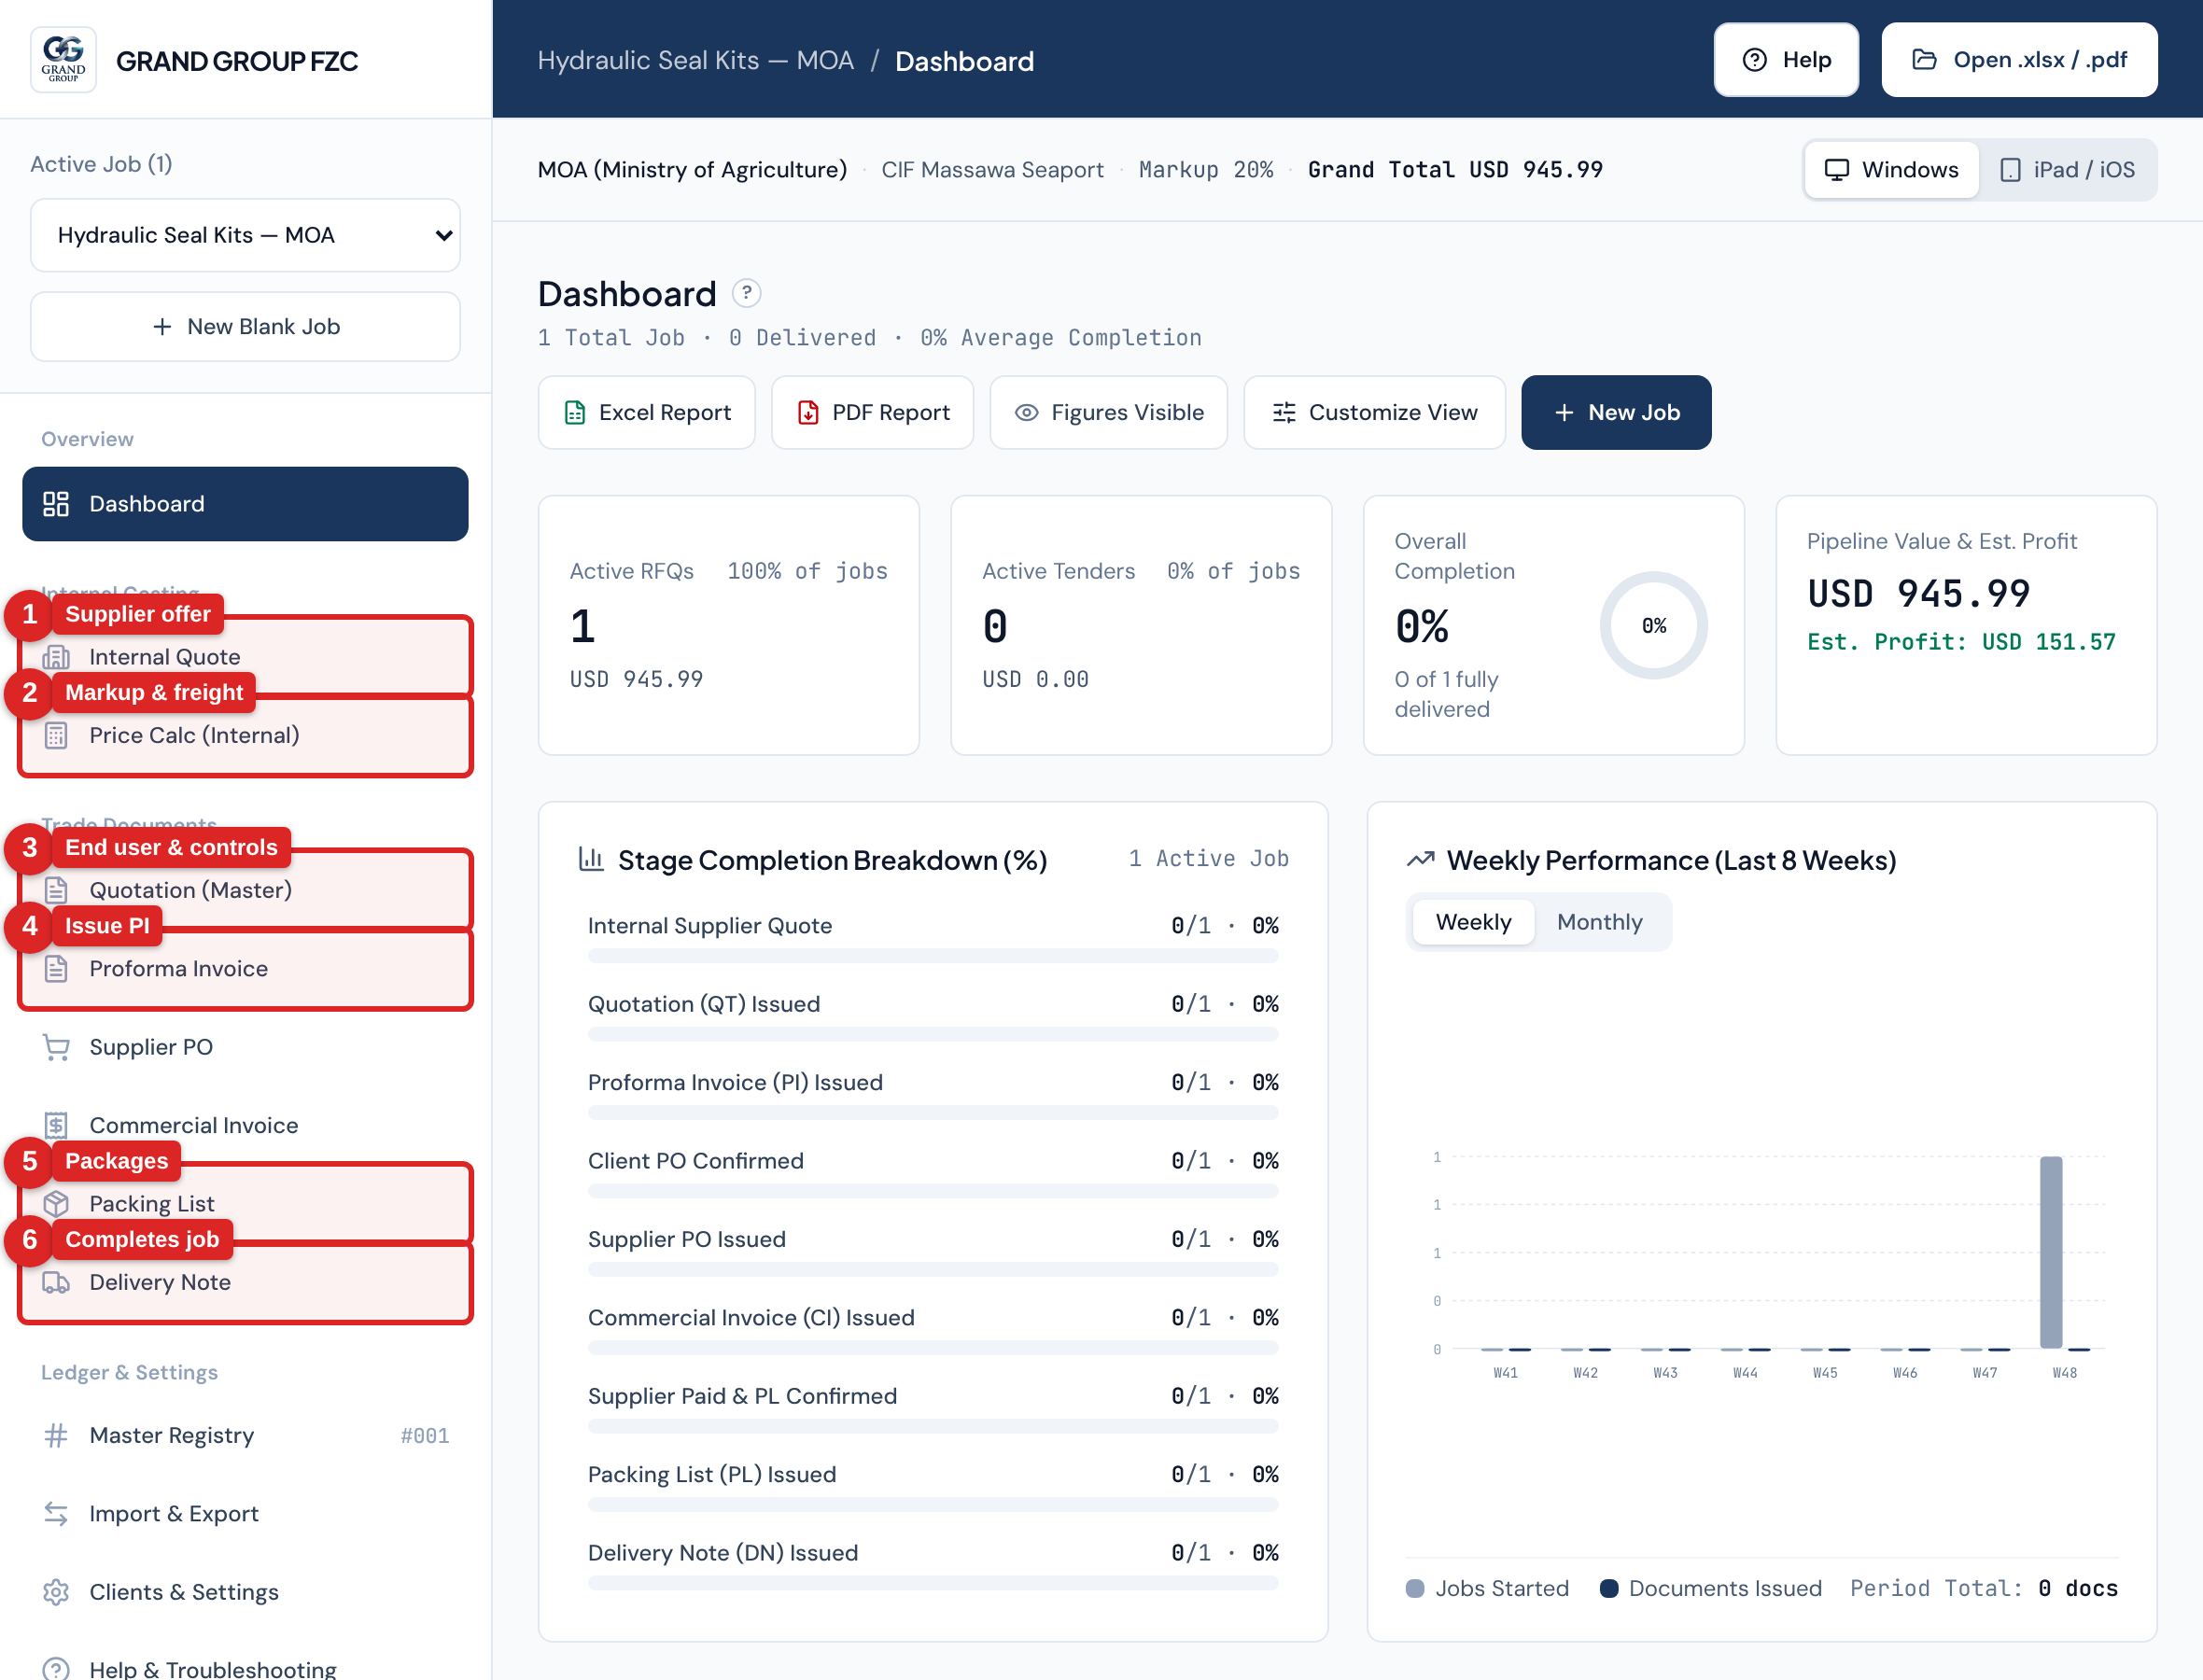 GRAND GROUP
GRAND GROUP FZC
Active Job (1)
Hydraulic Seal Kits — MOA
New Blank Job
Overview
Dashboard
Internal Costing
1 Supplier offer
Internal Quote
2 Markup & freight
Price Calc (Internal)
Trade Documents
3 End user & controls
Quotation (Master)
4 Issue PI
Proforma Invoice
Supplier PO
Commercial Invoice
5 Packages
Packing List
6 Completes job
Delivery Note
Ledger & Settings
Master Registry #001
Import & Export
Clients & Settings
Help & Troubleshooting
Hydraulic Seal Kits — MOA / Dashboard
Help
Open .xlsx / .pdf
MOA (Ministry of Agriculture) · CIF Massawa Seaport · Markup 20% · Grand Total USD 945.99
Windows
iPad / iOS
Dashboard ?
1 Total Job · 0 Delivered · 0% Average Completion
Excel Report
PDF Report
Figures Visible
Customize View
+ New Job
Active RFQs 100% of jobs
1
USD 945.99
Active Tenders 0% of jobs
0
USD 0.00
Overall
Completion
0%
0 of 1 fully
delivered
0%
Pipeline Value & Est. Profit
USD 945.99
Est. Profit: USD 151.57
Stage Completion Breakdown (%) 1 Active Job
Internal Supplier Quote 0/1 · 0%
Quotation (QT) Issued 0/1 · 0%
Proforma Invoice (PI) Issued 0/1 · 0%
Client PO Confirmed 0/1 · 0%
Supplier PO Issued 0/1 · 0%
Commercial Invoice (CI) Issued 0/1 · 0%
Supplier Paid & PL Confirmed 0/1 · 0%
Packing List (PL) Issued 0/1 · 0%
Delivery Note (DN) Issued 0/1 · 0%
Weekly Performance (Last 8 Weeks)
Weekly Monthly
1
1
1
0
0
W41 W42 W43 W44 W45 W46 W47 W48
Jobs Started Documents Issued Period Total: 0 docs